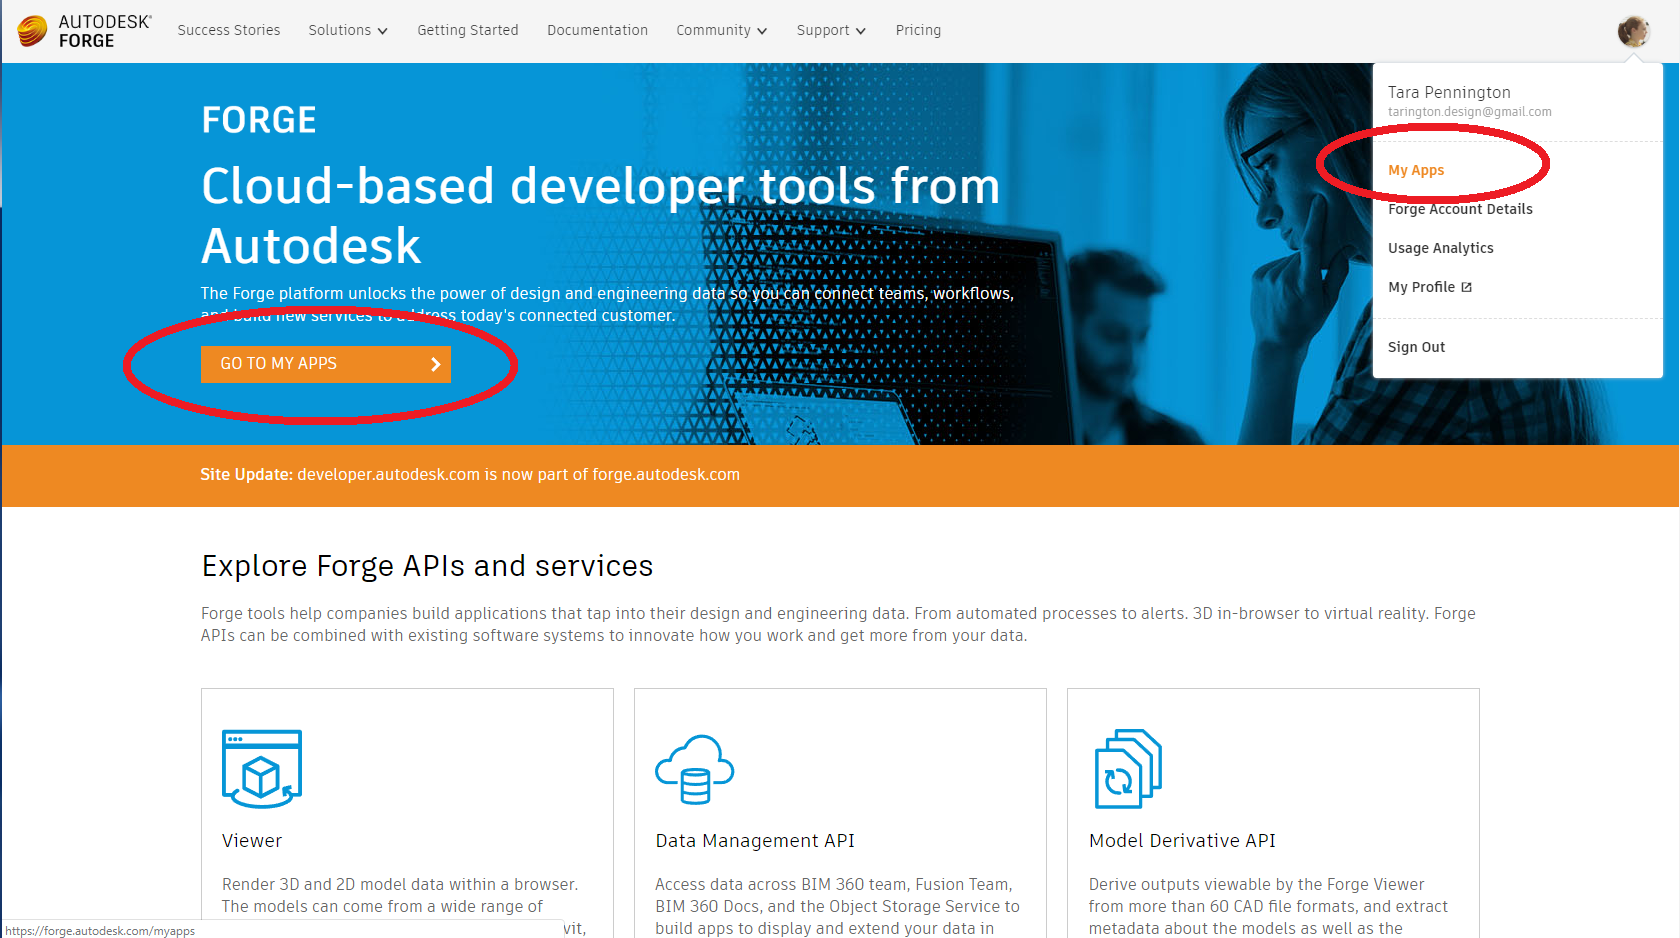 AUTODESK
FORGE
Success Stories
Solutions
Getting Started
Documentation
Community
Support
Pricing
Tara Pennington
tarington.design@gmail.com
My Apps
Forge Account Details
Usage Analytics
My Profile
Sign Out
FORGE
Cloud-based developer tools from
Autodesk
The Forge platform unlocks the power of design and engineering data so you can connect teams, workflows,
and build new services to address today's connected customer.
GO TO MY APPS
Site Update: developer.autodesk.com is now part of forge.autodesk.com
Explore Forge APIs and services
Forge tools help companies build applications that tap into their design and engineering data. From automated processes to alerts. 3D in-browser to virtual reality. Forge
APIs can be combined with existing software systems to innovate how you work and get more from your data.
Viewer
Render 3D and 2D model data within a browser.
The models can come from a wide range of
vit,
Data Management API
Access data across BIM 360 team, Fusion Team,
BIM 360 Docs, and the Object Storage Service to
build apps to display and extend your data in
Model Derivative API
Derive outputs viewable by the Forge Viewer
from more than 60 CAD file formats, and extract
metadata about the models as well as the
https://forge.autodesk.com/myapps